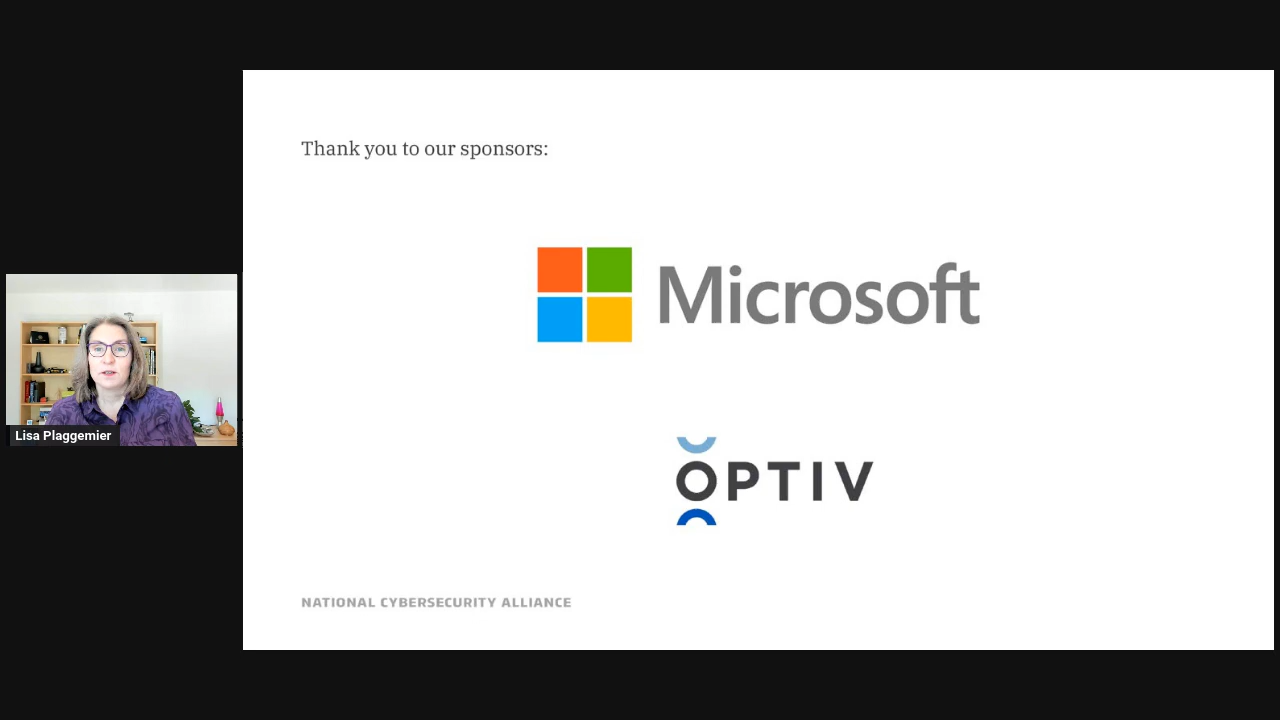 Thank you to our sponsors:
Microsoft
OPTIV
Lisa Plaggemier
NATIONAL CYBERSECURITY ALLIANCE